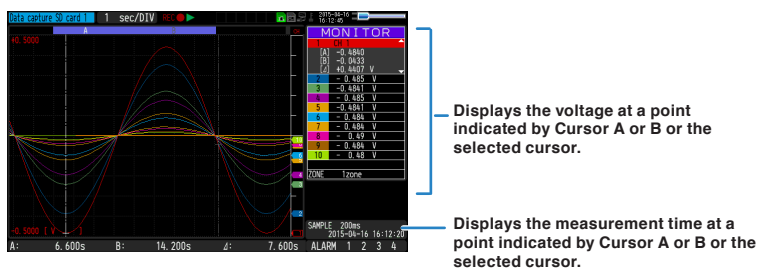 Data capture SD card 1 1 sec/DIV REC 2015-04-16 16:12:45
A
+0.5000
-0.5000 [ V ]
A: 6.600s B: 14.200s ⊿: 7.600s
MONITOR
1 CH 1
[A] -0.4840
[B] -0.0433
[⊿] +0.4407 V
2 - 0.485 V
3 - 0.4841 V
4 - 0.485 V
5 - 0.4841 V
6 - 0.484 V
7 - 0.484 V
8 - 0.49 V
9 - 0.484 V
10 - 0.48 V
ZONE 1zone
SAMPLE 200ms
2015-04-16 16:12:20
ALARM 1 2 3 4
Displays the voltage at a point
indicated by Cursor A or B or the
selected cursor.
Displays the measurement time at a
point indicated by Cursor A or B or the
selected cursor.